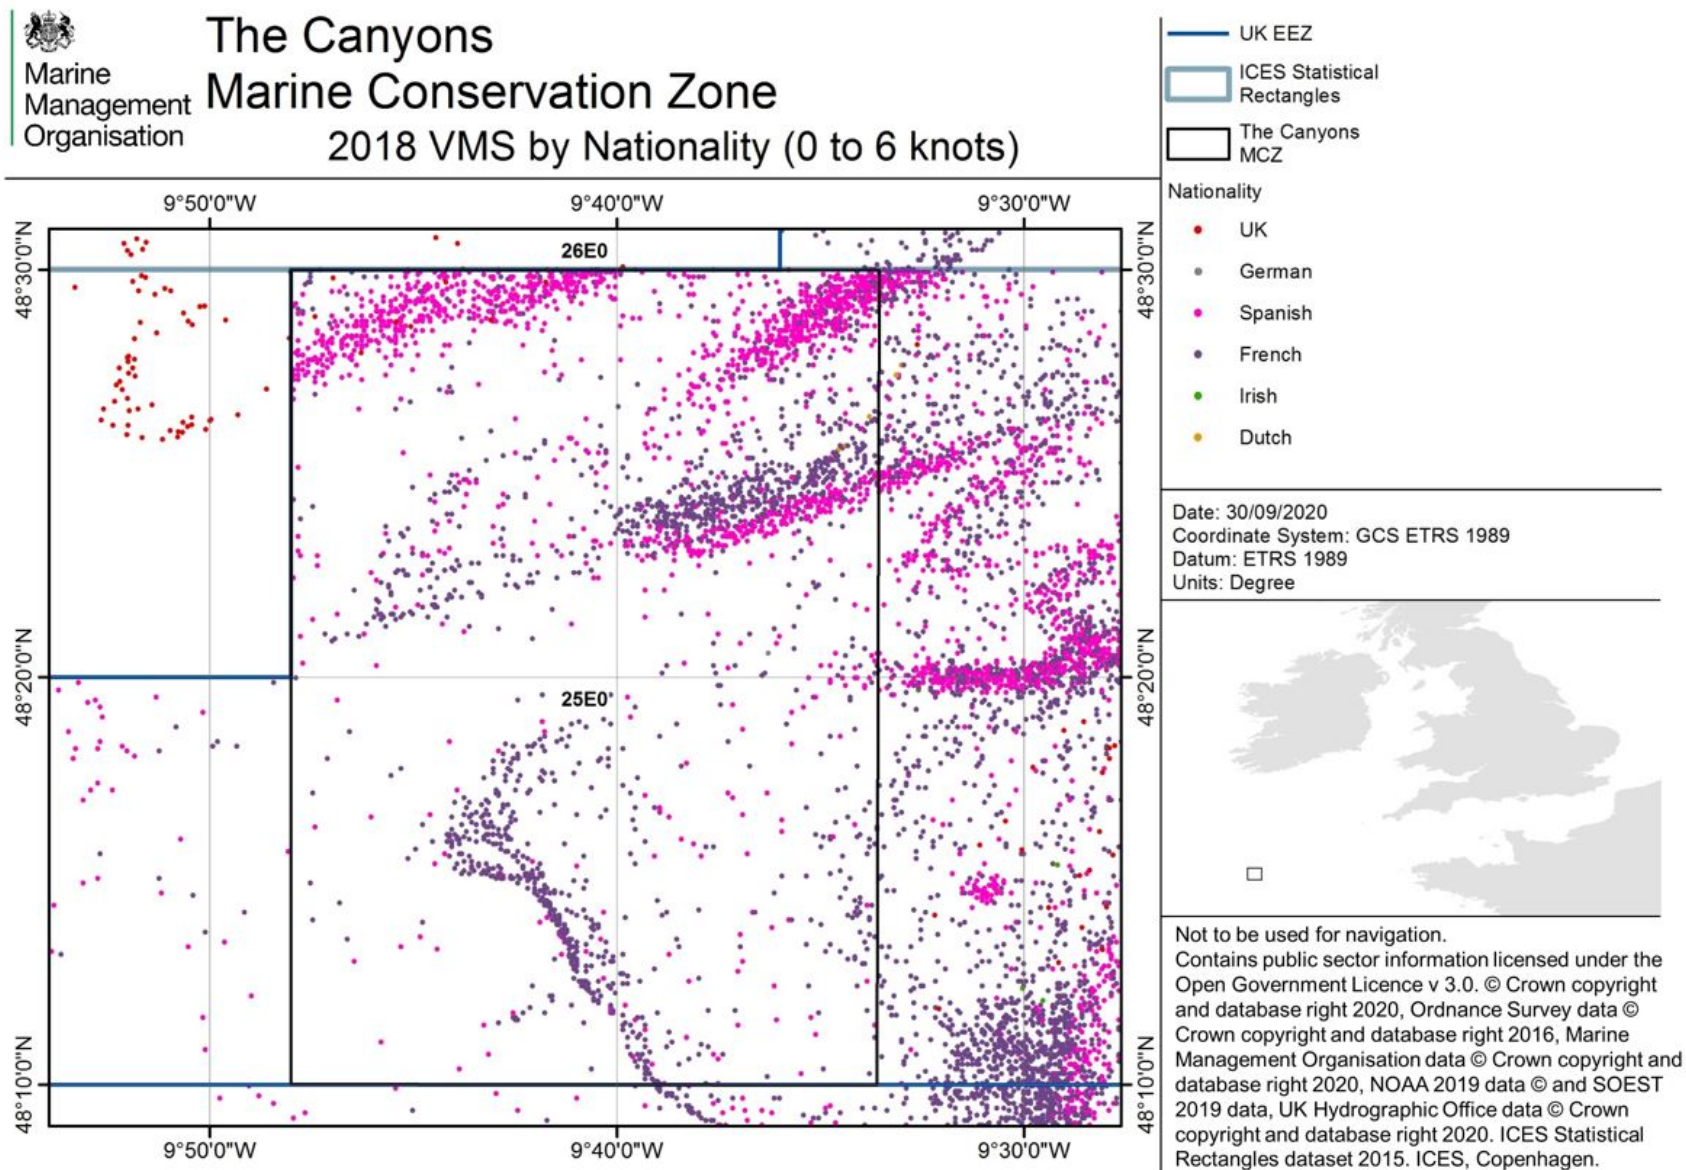 Marine
Management
Organisation
The Canyons
Marine Conservation Zone
2018 VMS by Nationality (0 to 6 knots)
9°50'0"W
9°40'0"W
9°30'0"W
48°30'0"N
48°30'0"N
26E0
48°20'0"N
48°20'0"N
25E0
48°10'0"N
48°10'0"N
9°50'0"W
9°40'0"W
9°30'0"W
UK EEZ
ICES Statistical
Rectangles
The Canyons
MCZ
Nationality
UK
German
Spanish
French
Irish
Dutch
Date: 30/09/2020
Coordinate System: GCS ETRS 1989
Datum: ETRS 1989
Units: Degree
Not to be used for navigation.
Contains public sector information licensed under the
Open Government Licence v 3.0. © Crown copyright
and database right 2020, Ordnance Survey data ©
Crown copyright and database right 2016, Marine
Management Organisation data © Crown copyright and
database right 2020, NOAA 2019 data © and SOEST
2019 data, UK Hydrographic Office data © Crown
copyright and database right 2020. ICES Statistical
Rectangles dataset 2015. ICES, Copenhagen.